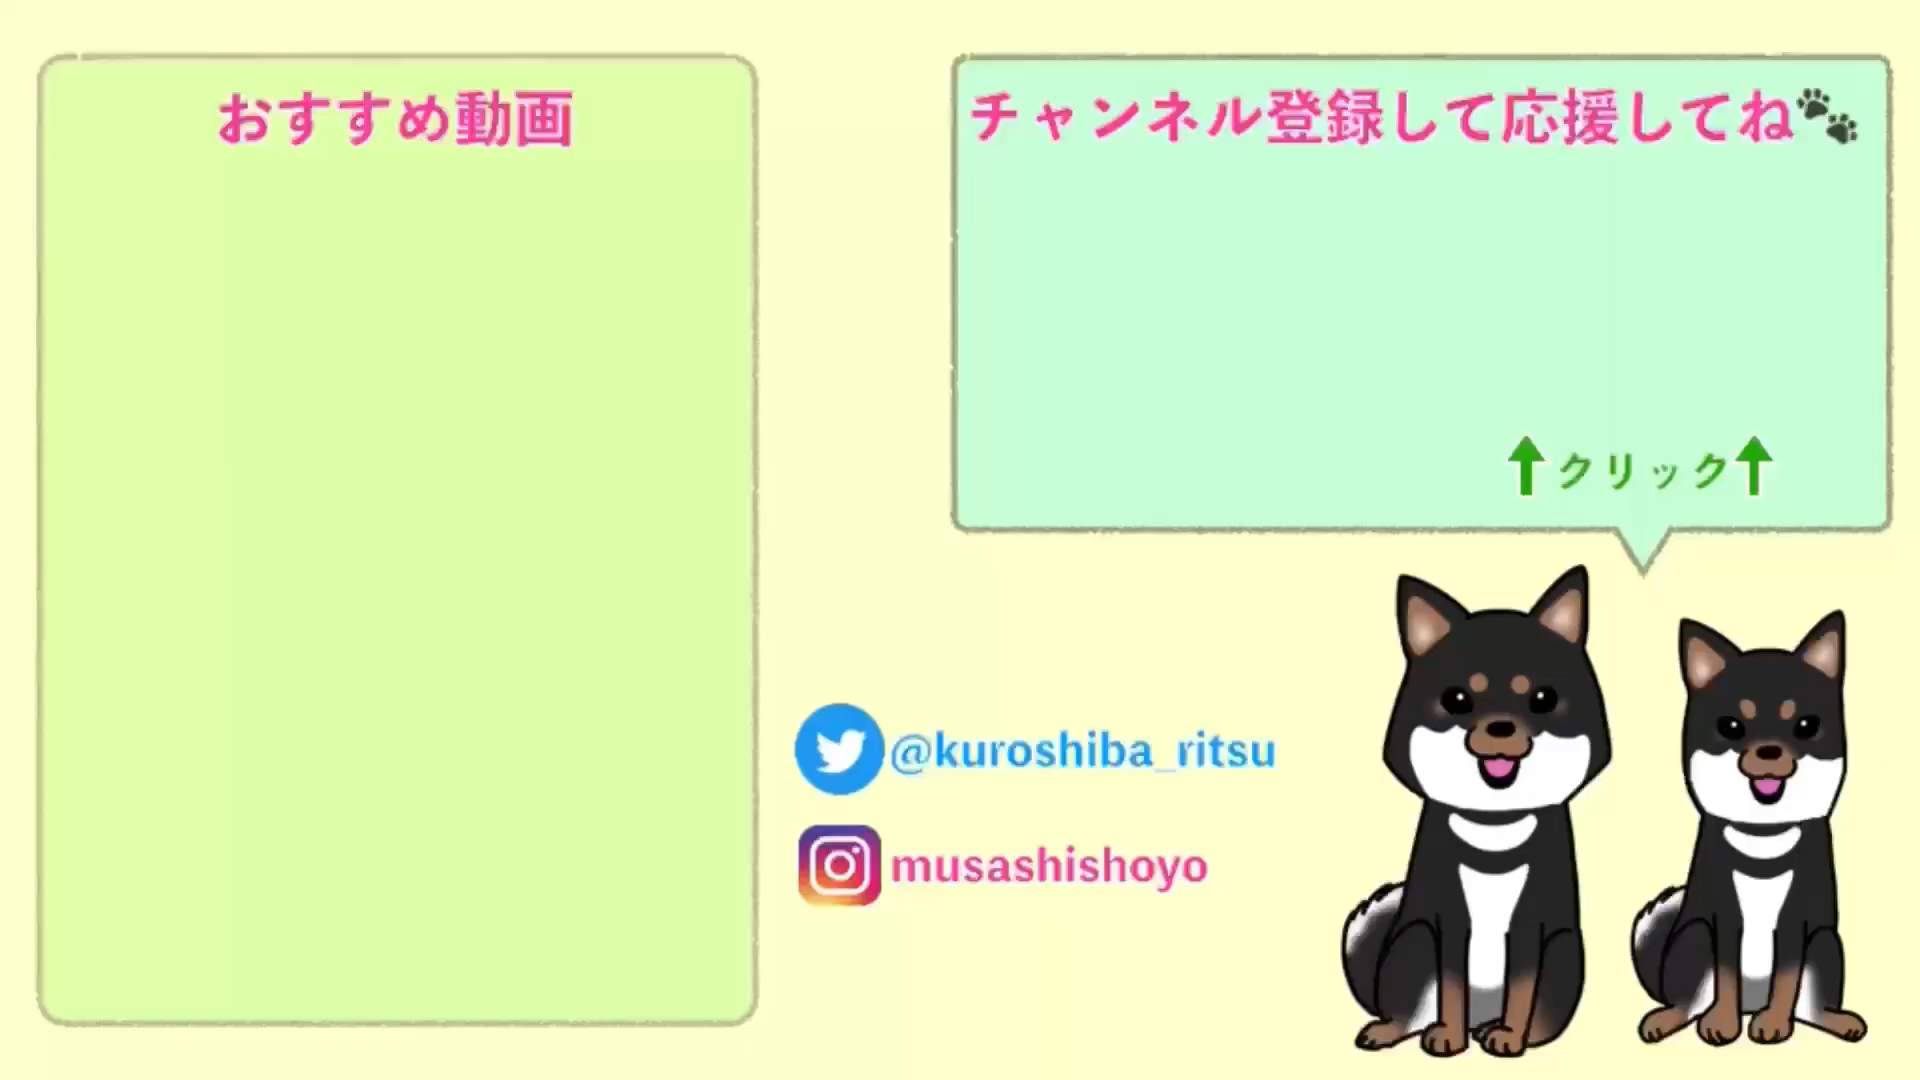 おすすめ動画
チャンネル登録して応援してね🐾
⬆クリック⬆
@kuroshiba_ritsu
musashishoyo